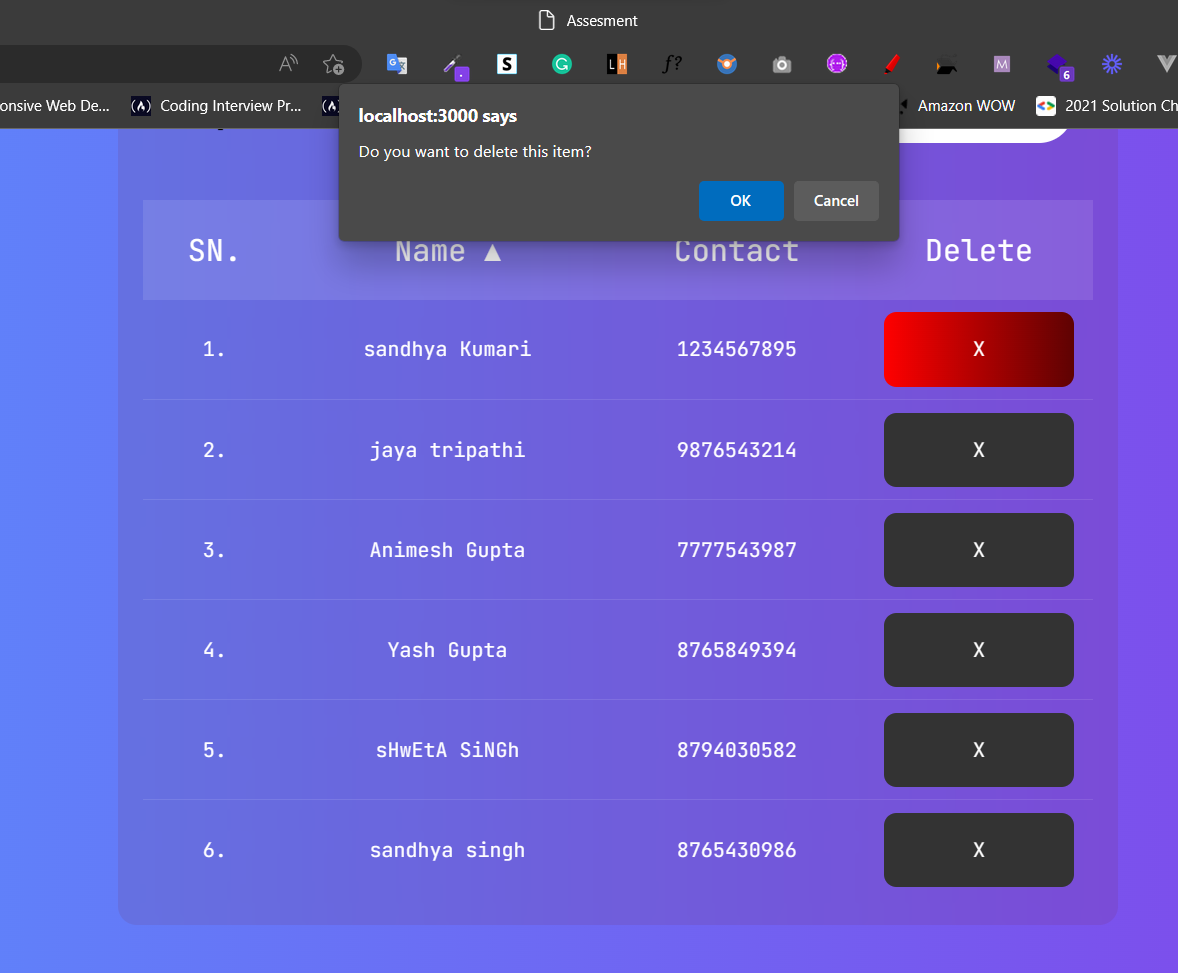 Assesment
A
S
G
LH
f?
M
6
onsive Web De...
Coding Interview Pr...
Amazon WOW
2021 Solution Ch
localhost:3000 says
Do you want to delete this item?
OK Cancel
SN. Name ▲ Contact Delete
1. sandhya Kumari 1234567895 X
2. jaya tripathi 9876543214 X
3. Animesh Gupta 7777543987 X
4. Yash Gupta 8765849394 X
5. sHwEtA SiNGh 8794030582 X
6. sandhya singh 8765430986 X